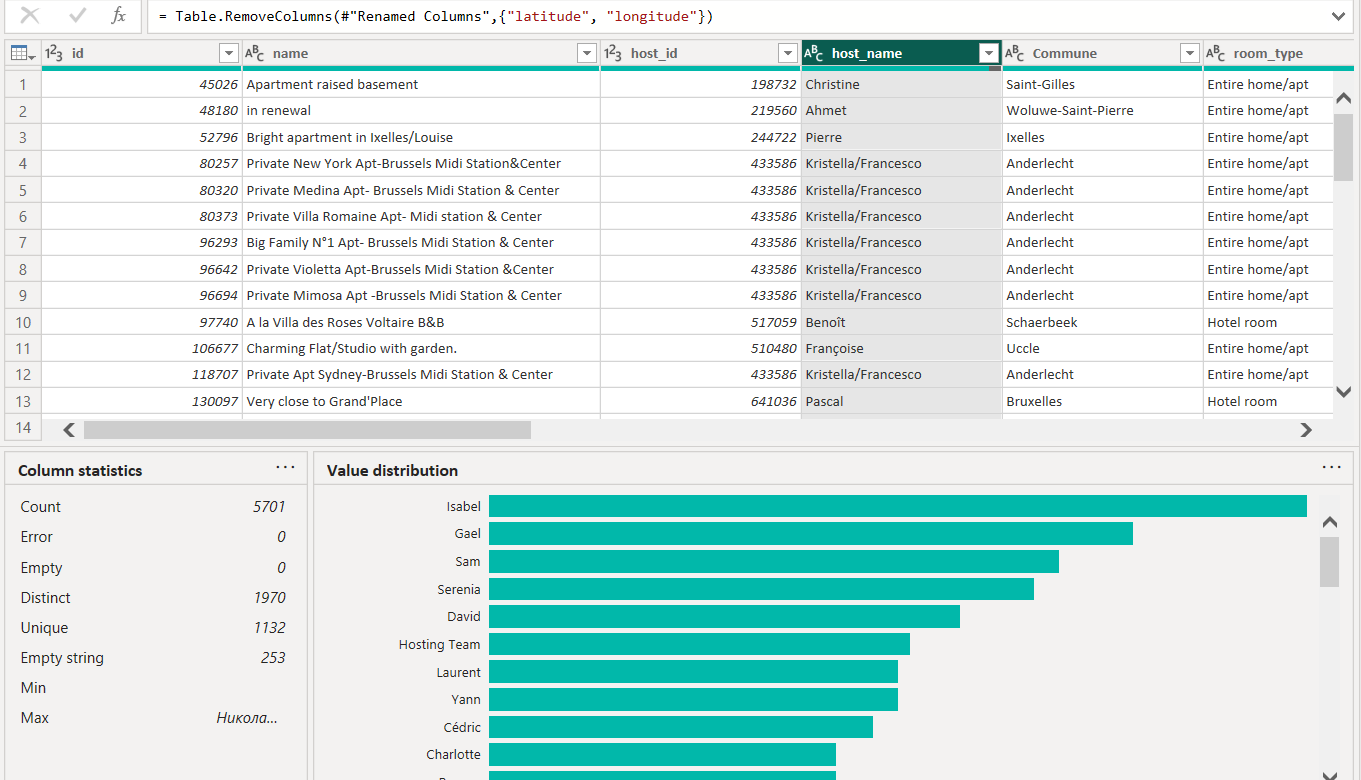 fx = Table.RemoveColumns(#"Renamed Columns",{"latitude", "longitude"})
1²3 id ABC name 1²3 host_id ABC host_name ABC Commune ABC room_type
1 45026 Apartment raised basement 198732 Christine Saint-Gilles Entire home/apt
2 48180 in renewal 219560 Ahmet Woluwe-Saint-Pierre Entire home/apt
3 52796 Bright apartment in Ixelles/Louise 244722 Pierre Ixelles Entire home/apt
4 80257 Private New York Apt-Brussels Midi Station&Center 433586 Kristella/Francesco Anderlecht Entire home/apt
5 80320 Private Medina Apt- Brussels Midi Station & Center 433586 Kristella/Francesco Anderlecht Entire home/apt
6 80373 Private Villa Romaine Apt- Midi station & Center 433586 Kristella/Francesco Anderlecht Entire home/apt
7 96293 Big Family N°1 Apt- Brussels Midi Station & Center 433586 Kristella/Francesco Anderlecht Entire home/apt
8 96642 Private Violetta Apt-Brussels Midi Station &Center 433586 Kristella/Francesco Anderlecht Entire home/apt
9 96694 Private Mimosa Apt -Brussels Midi Station & Center 433586 Kristella/Francesco Anderlecht Entire home/apt
10 97740 A la Villa des Roses Voltaire B&B 517059 Benoît Schaerbeek Hotel room
11 106677 Charming Flat/Studio with garden. 510480 Françoise Uccle Entire home/apt
12 118707 Private Apt Sydney-Brussels Midi Station & Center 433586 Kristella/Francesco Anderlecht Entire home/apt
13 130097 Very close to Grand'Place 641036 Pascal Bruxelles Hotel room
14
Column statistics ...
Count 5701
Error 0
Empty 0
Distinct 1970
Unique 1132
Empty string 253
Min
Max Никола...
Value distribution ...
Isabel
Gael
Sam
Serenia
David
Hosting Team
Laurent
Yann
Cédric
Charlotte